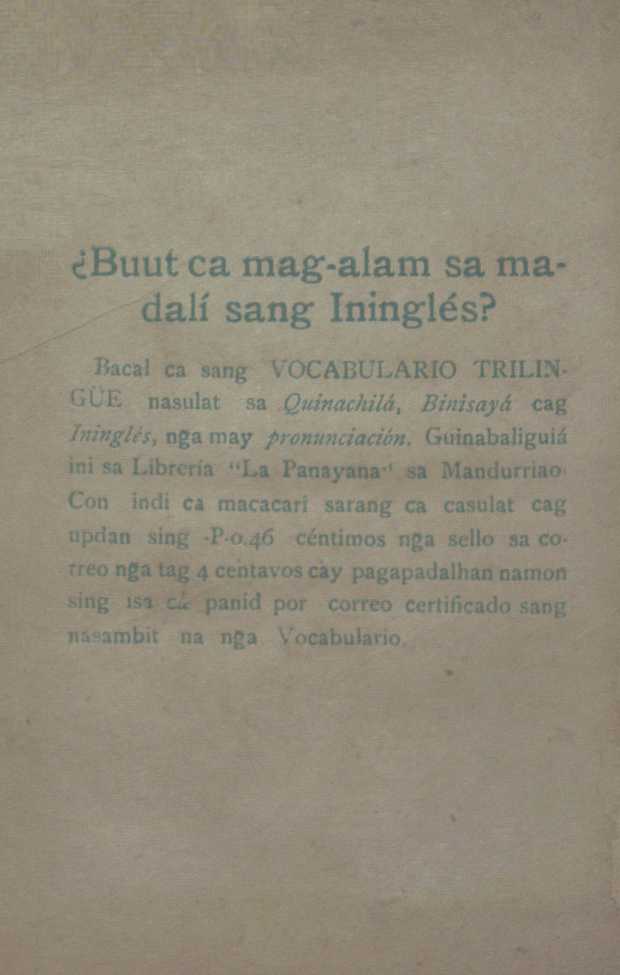 ¿Buut ca mag-alam sa ma-
dalí sang Ininglés?
Bacal ca sang VOCABULARIO TRILIN-
GÜE nasulat sa Quinachilá, Binisayá cag
Ininglés, nga may pronunciación. Guinabaliguiá
ini sa Librería "La Panayana" sa Mandurriao
Con indi ca macacari sarang ca casulat cag
updan sing -P-0.46 céntimos nga sello sa co-
rreo nga tag 4 centavos cay pagapadalhan namon
sing isa ca panid por correo certificado sang
nasambit na nga Vocabulario.